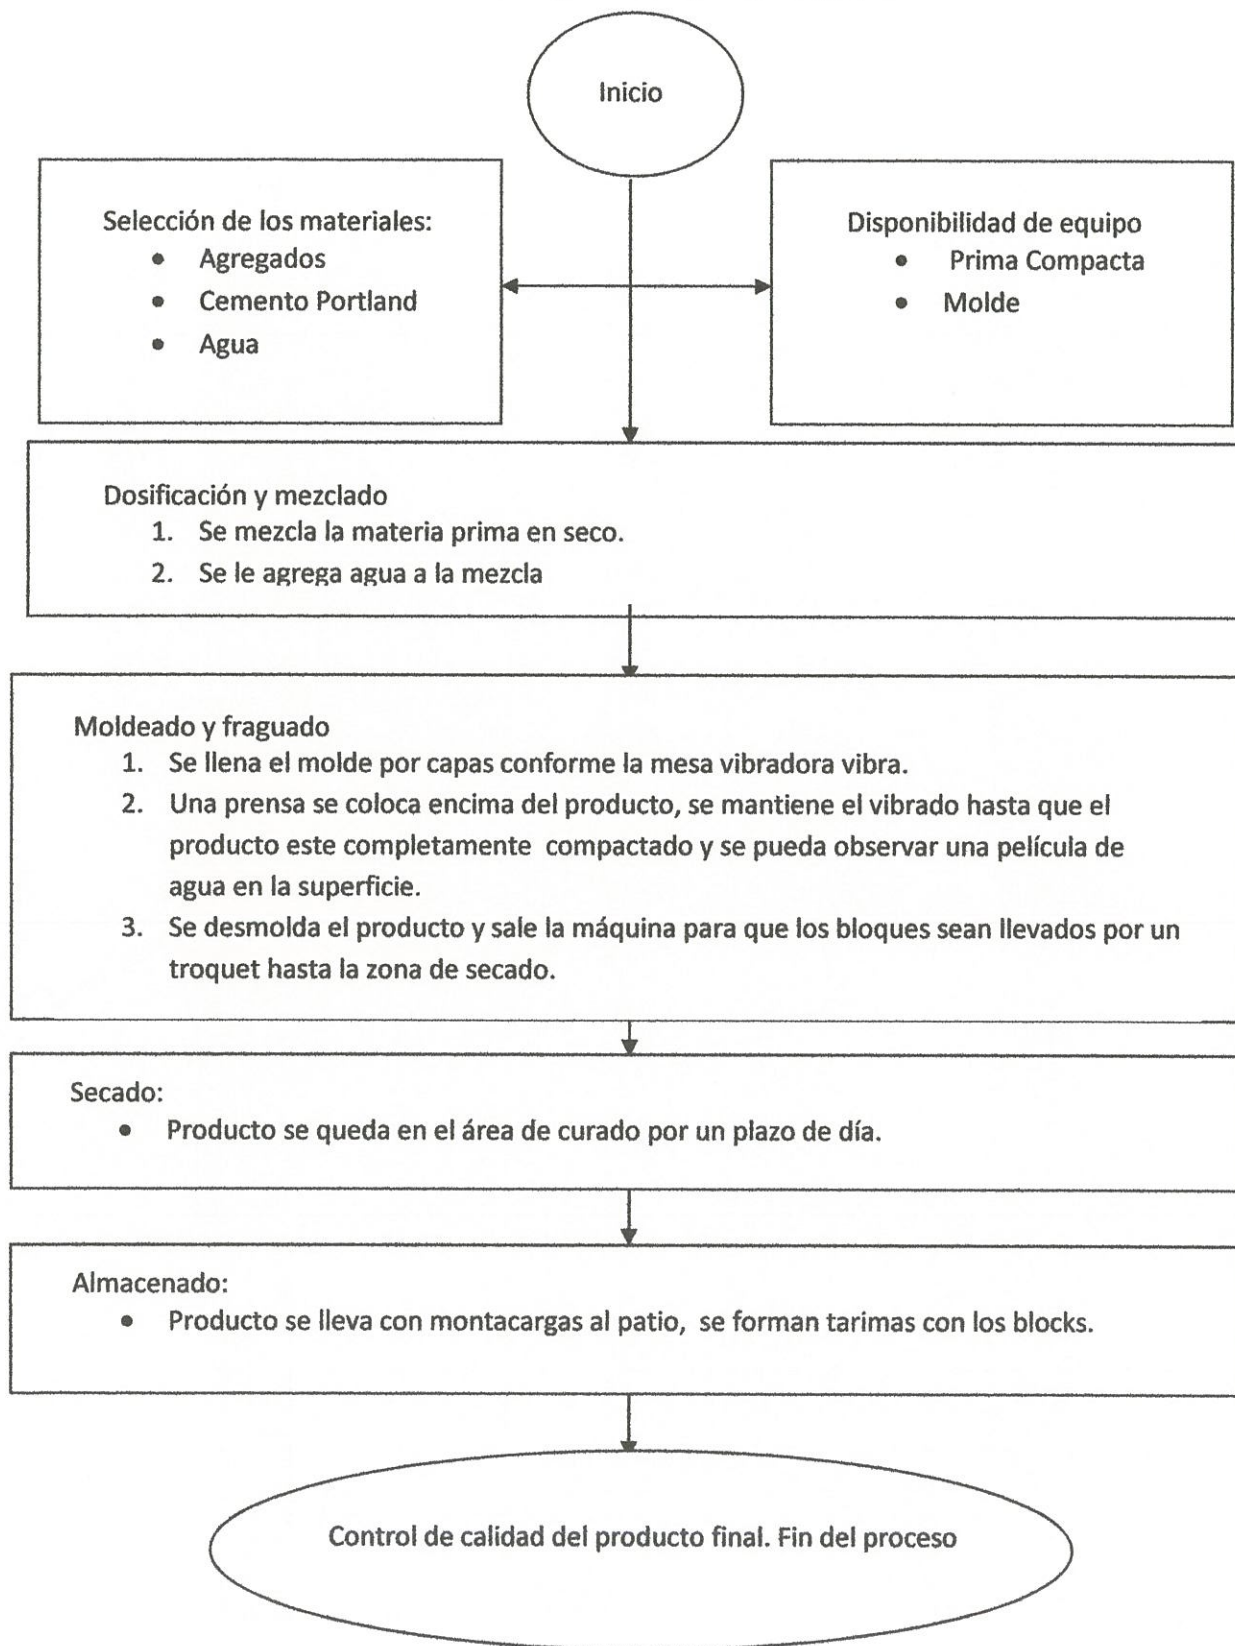 Inicio
Selección de los materiales:
• Agregados
• Cemento Portland
• Agua
Disponibilidad de equipo
• Prima Compacta
• Molde
Dosificación y mezclado
1. Se mezcla la materia prima en seco.
2. Se le agrega agua a la mezcla
Moldeado y fraguado
1. Se llena el molde por capas conforme la mesa vibradora vibra.
2. Una prensa se coloca encima del producto, se mantiene el vibrado hasta que el
producto este completamente compactado y se pueda observar una película de
agua en la superficie.
3. Se desmolda el producto y sale la máquina para que los bloques sean llevados por un
troquet hasta la zona de secado.
Secado:
• Producto se queda en el área de curado por un plazo de día.
Almacenado:
• Producto se lleva con montacargas al patio, se forman tarimas con los blocks.
Control de calidad del producto final. Fin del proceso